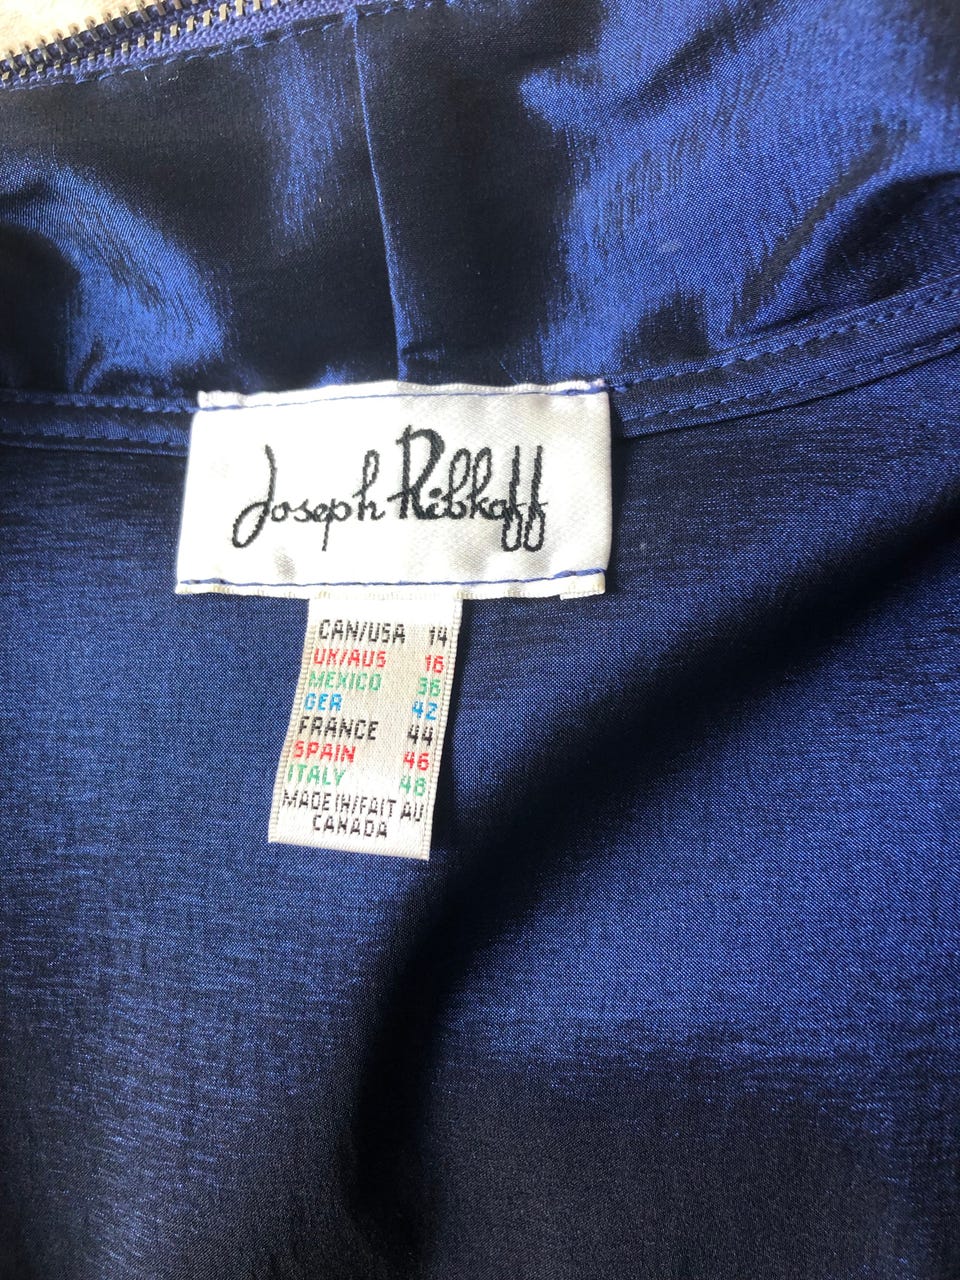 Joseph Ribkoff
CAN/USA 14
UK/AUS 16
MEXICO 36
GER 42
FRANCE 44
SPAIN 46
ITALY 48
MADE IN/FAIT AU
CANADA